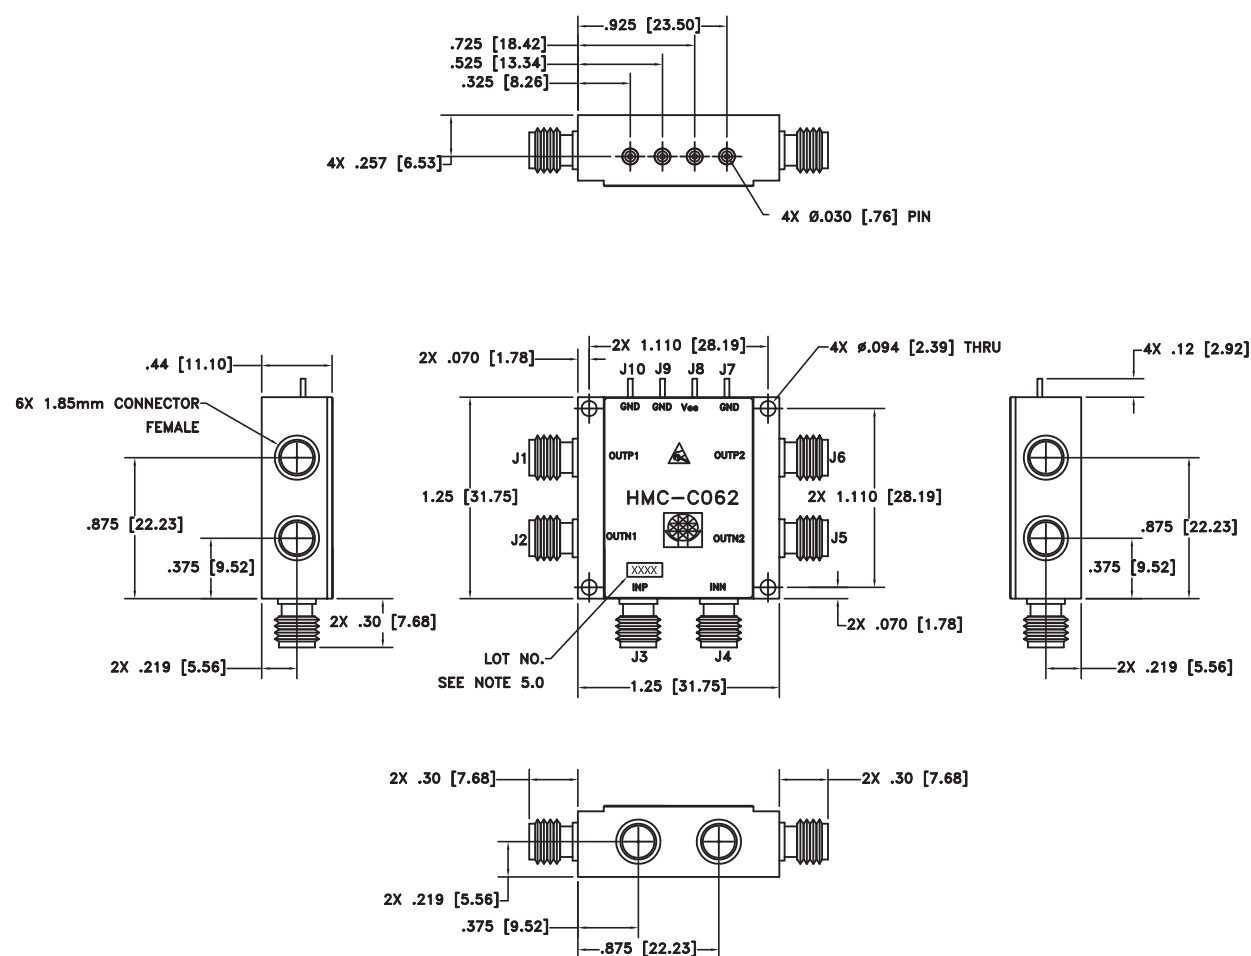 .925 [23.50]
.725 [18.42]
.525 [13.34]
.325 [8.26]
4X .257 [6.53]
4X Ø.030 [.76] PIN
.44 [11.10]
6X 1.85mm CONNECTOR
FEMALE
.875 [22.23]
.375 [9.52]
2X .30 [7.68]
2X .219 [5.56]
2X .070 [1.78]
2X 1.110 [28.19]
4X Ø.094 [2.39] THRU
J10 J9 J8 J7
GND GND Vee GND
J1 OUTP1 OUTP2 J6
1.25 [31.75]
HMC-C062
2X 1.110 [28.19]
J2 OUTN1 OUTN2 J5
XXXX
INP INN
2X .070 [1.78]
J3 J4
LOT NO.
SEE NOTE 5.0
1.25 [31.75]
4X .12 [2.92]
.875 [22.23]
.375 [9.52]
2X .219 [5.56]
2X .30 [7.68]
2X .30 [7.68]
2X .219 [5.56]
.375 [9.52]
.875 [22.23]